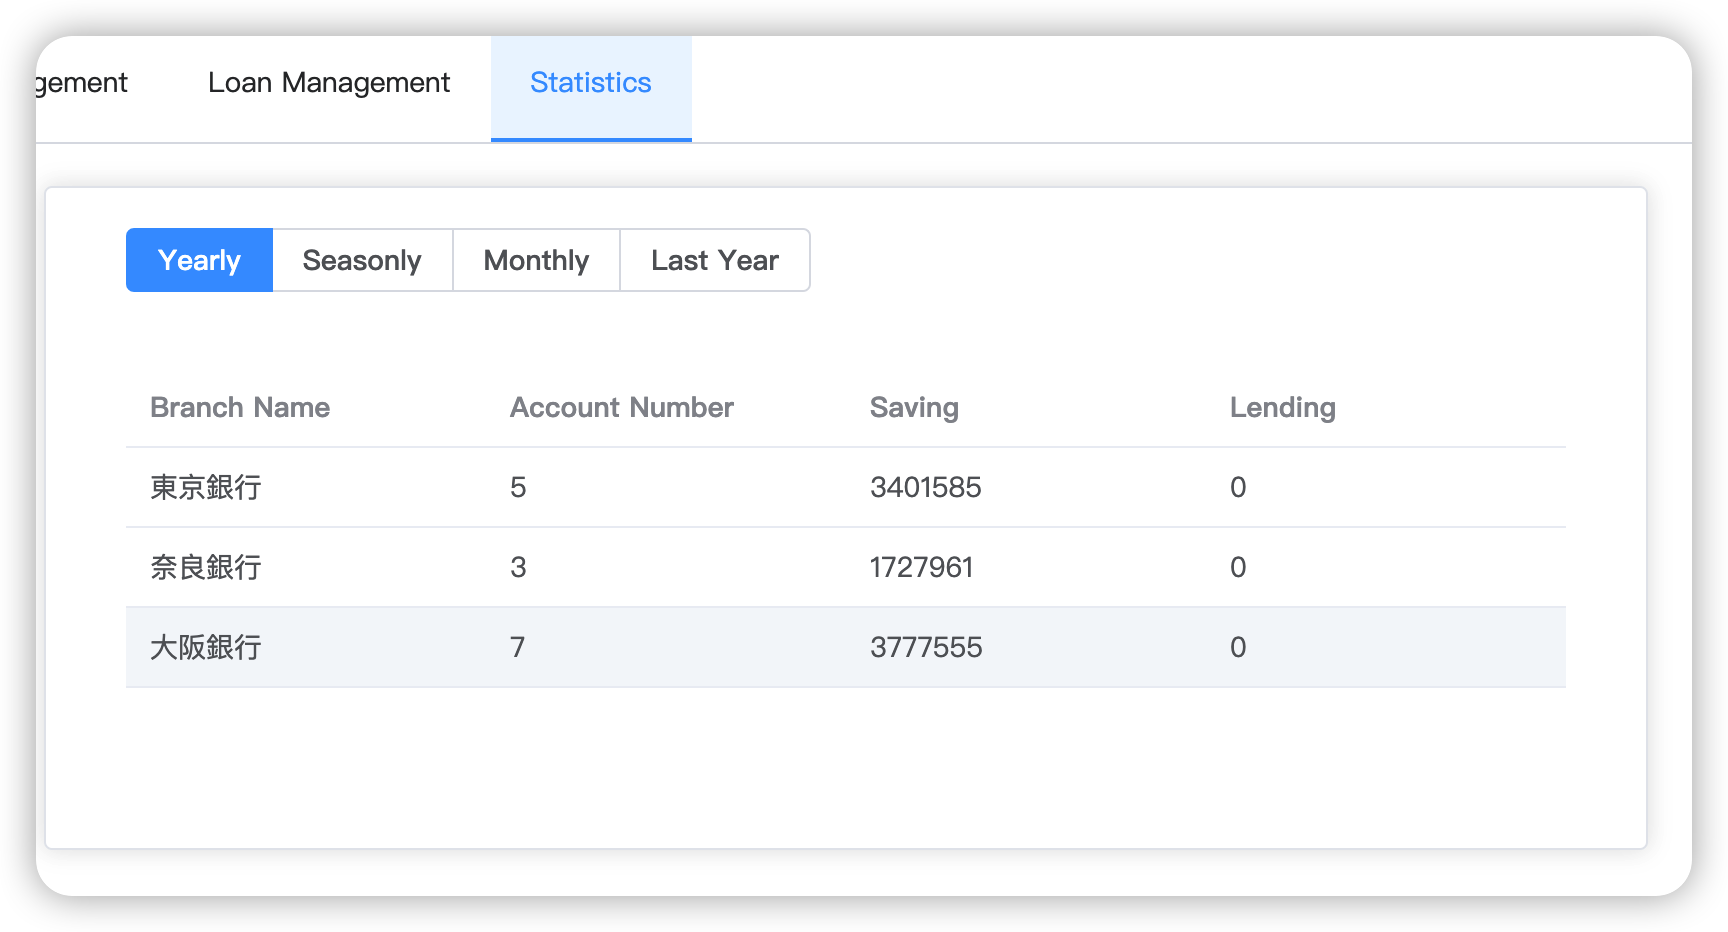 gement Loan Management Statistics
Yearly Seasonly Monthly Last Year
Branch Name Account Number Saving Lending
東京銀行 5 3401585 0
奈良銀行 3 1727961 0
大阪銀行 7 3777555 0